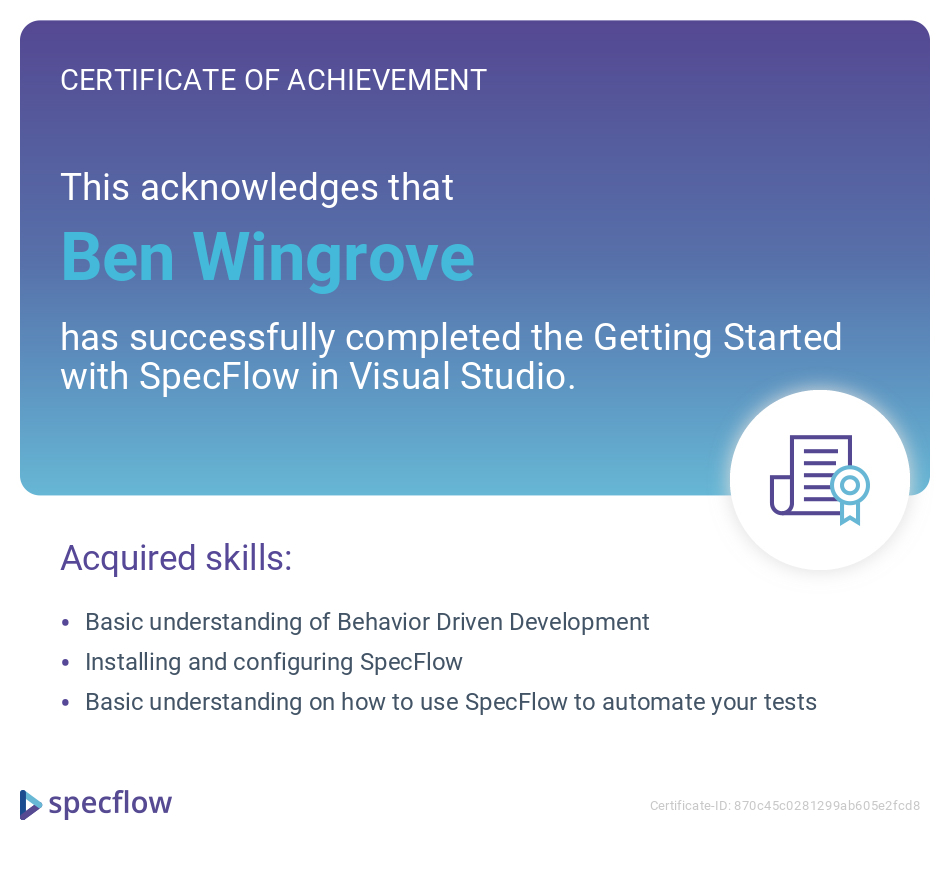 CERTIFICATE OF ACHIEVEMENT
This acknowledges that
Ben Wingrove
has successfully completed the Getting Started
with SpecFlow in Visual Studio.
Acquired skills:
• Basic understanding of Behavior Driven Development
• Installing and configuring SpecFlow
• Basic understanding on how to use SpecFlow to automate your tests
specflow
Certificate-ID: 870c45c0281299ab605e2fcd8